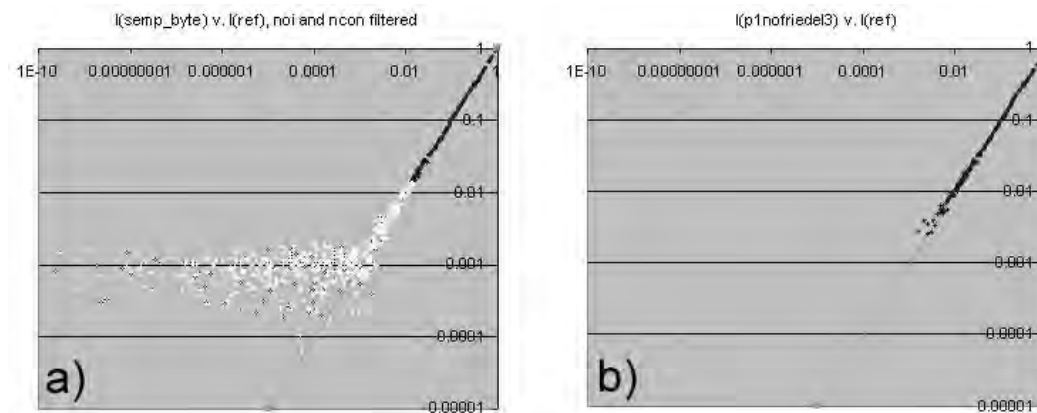 I(semp_byte) v. I(ref), noi and ncon filtered
1
1E-10 0.00000001 0.000001 0.0001 0.01 1
0.1
0.01
0.001
0.0001
0.00001
a)
I(p1nofriedel3) v. I(ref)
1
1E-10 0.00000001 0.000001 0.0001 0.01
0.1
0.01
0.001
0.0001
0.00001
b)